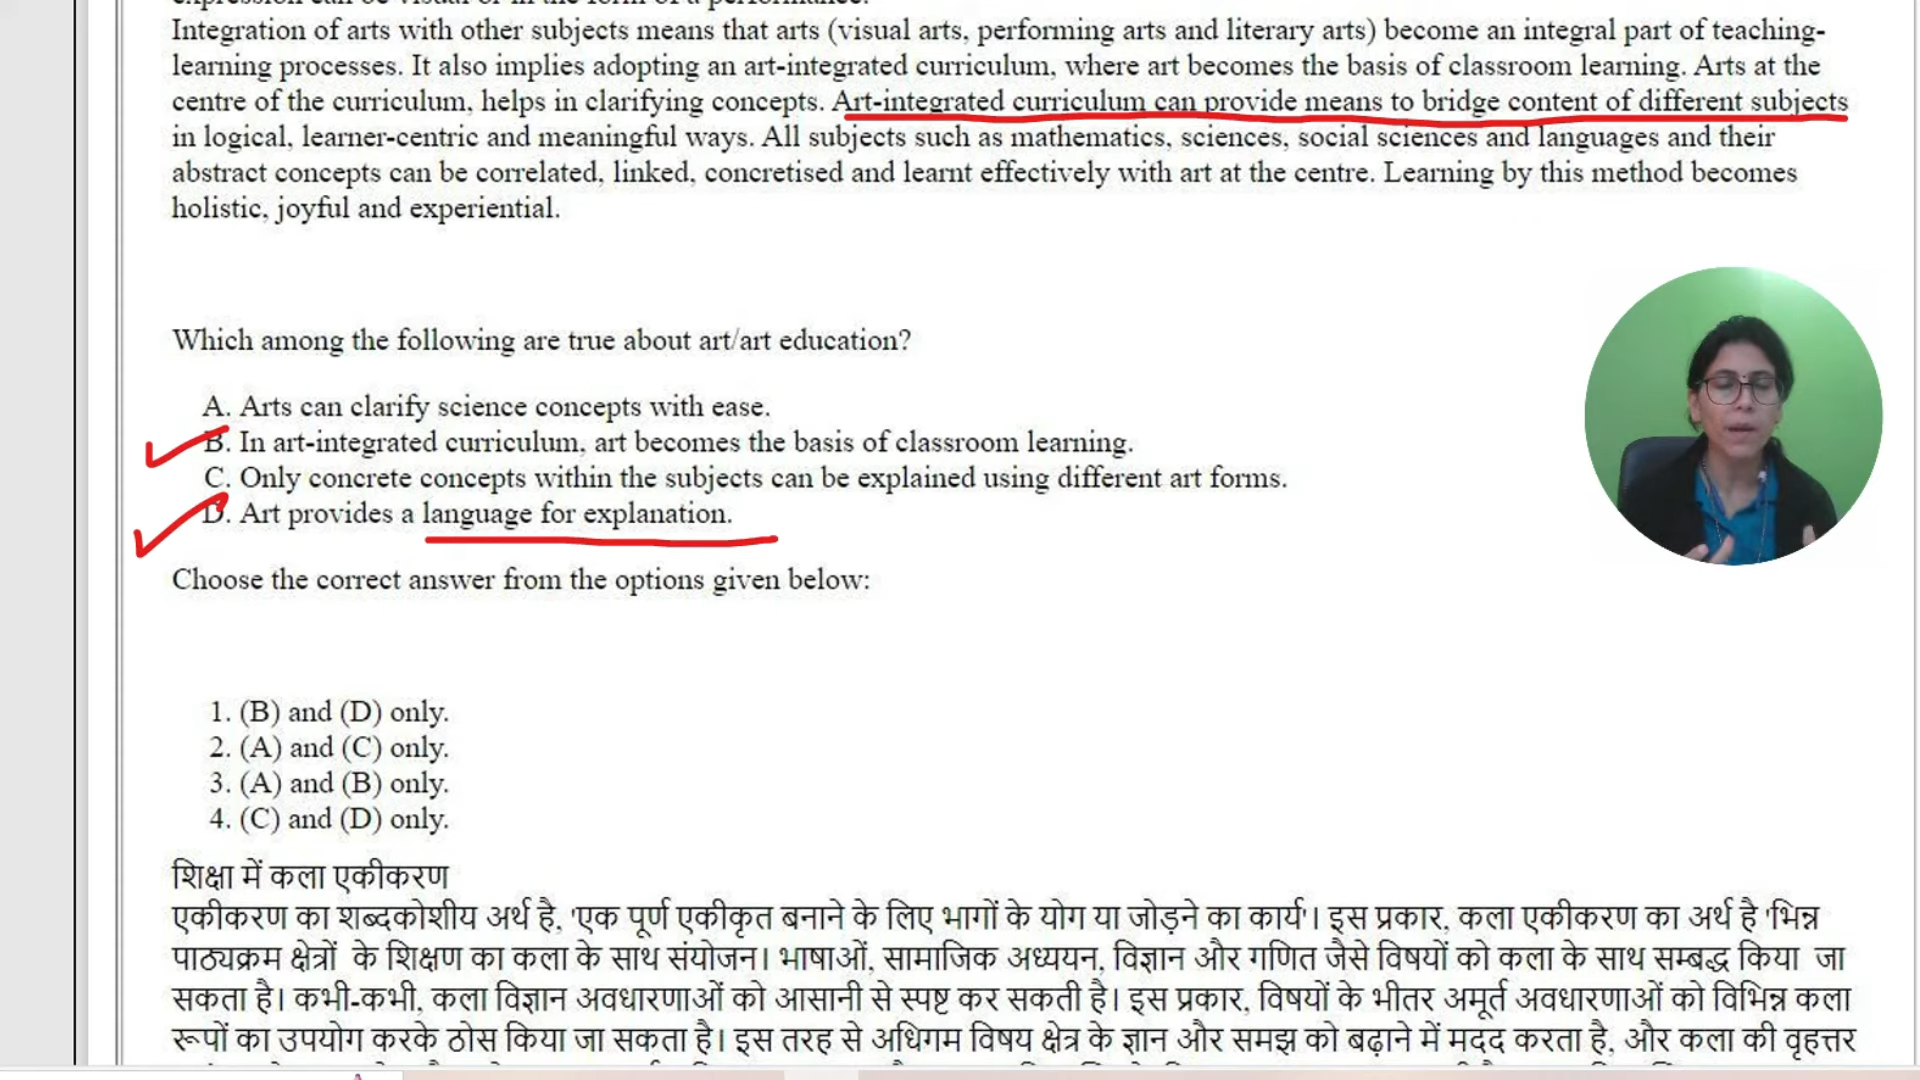 expression can be visual or in the form of a performance.
Integration of arts with other subjects means that arts (visual arts, performing arts and literary arts) become an integral part of teaching-
learning processes. It also implies adopting an art-integrated curriculum, where art becomes the basis of classroom learning. Arts at the
centre of the curriculum, helps in clarifying concepts. Art-integrated curriculum can provide means to bridge content of different subjects
in logical, learner-centric and meaningful ways. All subjects such as mathematics, sciences, social sciences and languages and their
abstract concepts can be correlated, linked, concretised and learnt effectively with art at the centre. Learning by this method becomes
holistic, joyful and experiential.
Which among the following are true about art/art education?
A. Arts can clarify science concepts with ease.
B. In art-integrated curriculum, art becomes the basis of classroom learning.
C. Only concrete concepts within the subjects can be explained using different art forms.
D. Art provides a language for explanation.
Choose the correct answer from the options given below:
1. (B) and (D) only.
2. (A) and (C) only.
3. (A) and (B) only.
4. (C) and (D) only.
शिक्षा में कला एकीकरण
एकीकरण का शब्दकोशीय अर्थ है, 'एक पूर्ण एकीकृत बनाने के लिए भागों के योग या जोड़ने का कार्य'। इस प्रकार, कला एकीकरण का अर्थ है 'भिन्न
पाठ्यक्रम क्षेत्रों के शिक्षण का कला के साथ संयोजन। भाषाओं, सामाजिक अध्ययन, विज्ञान और गणित जैसे विषयों को कला के साथ सम्बद्ध किया जा
सकता है। कभी-कभी, कला विज्ञान अवधारणाओं को आसानी से स्पष्ट कर सकती है। इस प्रकार, विषयों के भीतर अमूर्त अवधारणाओं को विभिन्न कला
रूपों का उपयोग करके ठोस किया जा सकता है। इस तरह से अधिगम विषय क्षेत्र के ज्ञान और समझ को बढ़ाने में मदद करता है, और कला की वृहत्तर